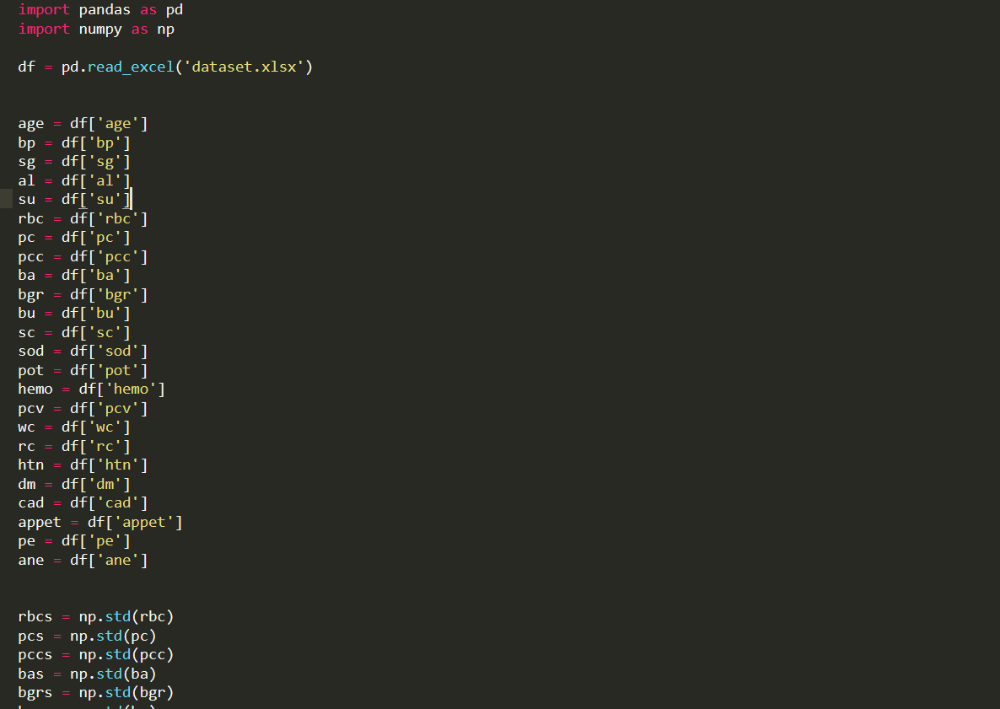 import pandas as pd
import numpy as np
df = pd.read_excel('dataset.xlsx')
age = df['age']
bp = df['bp']
sg = df['sg']
al = df['al']
su = df['su']
rbc = df['rbc']
pc = df['pc']
pcc = df['pcc']
ba = df['ba']
bgr = df['bgr']
bu = df['bu']
sc = df['sc']
sod = df['sod']
pot = df['pot']
hemo = df['hemo']
pcv = df['pcv']
wc = df['wc']
rc = df['rc']
htn = df['htn']
dm = df['dm']
cad = df['cad']
appet = df['appet']
pe = df['pe']
ane = df['ane']
rbcs = np.std(rbc)
pcs = np.std(pc)
pccs = np.std(pcc)
bas = np.std(ba)
bgrs = np.std(bgr)